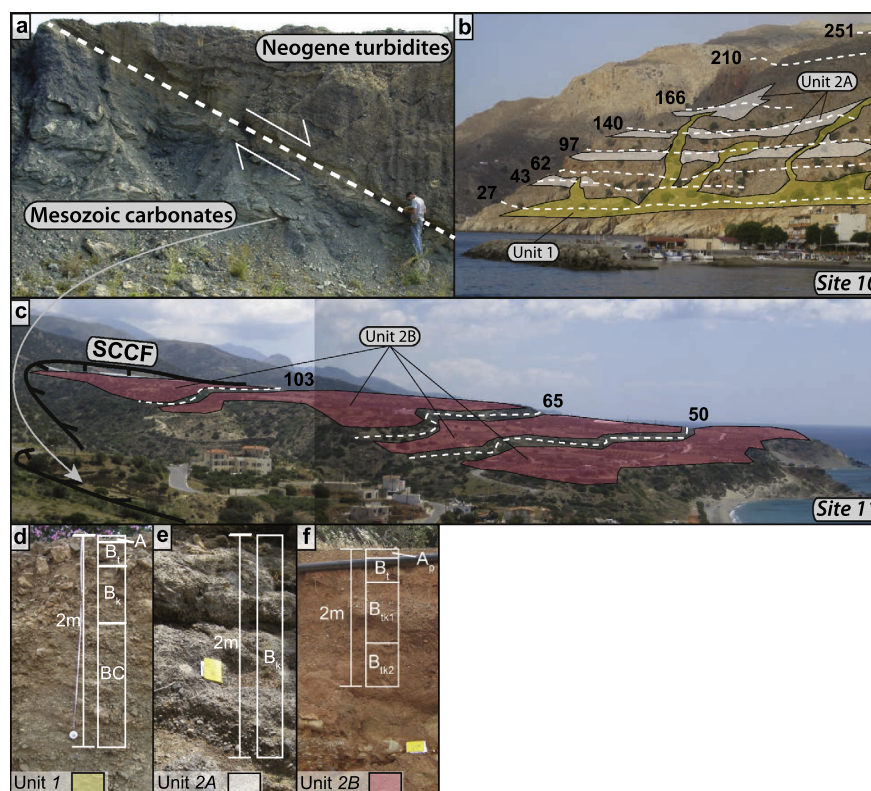 a
Neogene turbidites
Mesozoic carbonates
b
251
210
Unit 2A
166
140
97
62
43
27
Unit 1
Site 10
c
SCCF
Unit 2B
103
65
50
Site 11
d
A
Bt
Bk
2m
BC
Unit 1
e
2m
Bk
Unit 2A
f
Ap
Bt
2m
Btk1
Btk2
Unit 2B